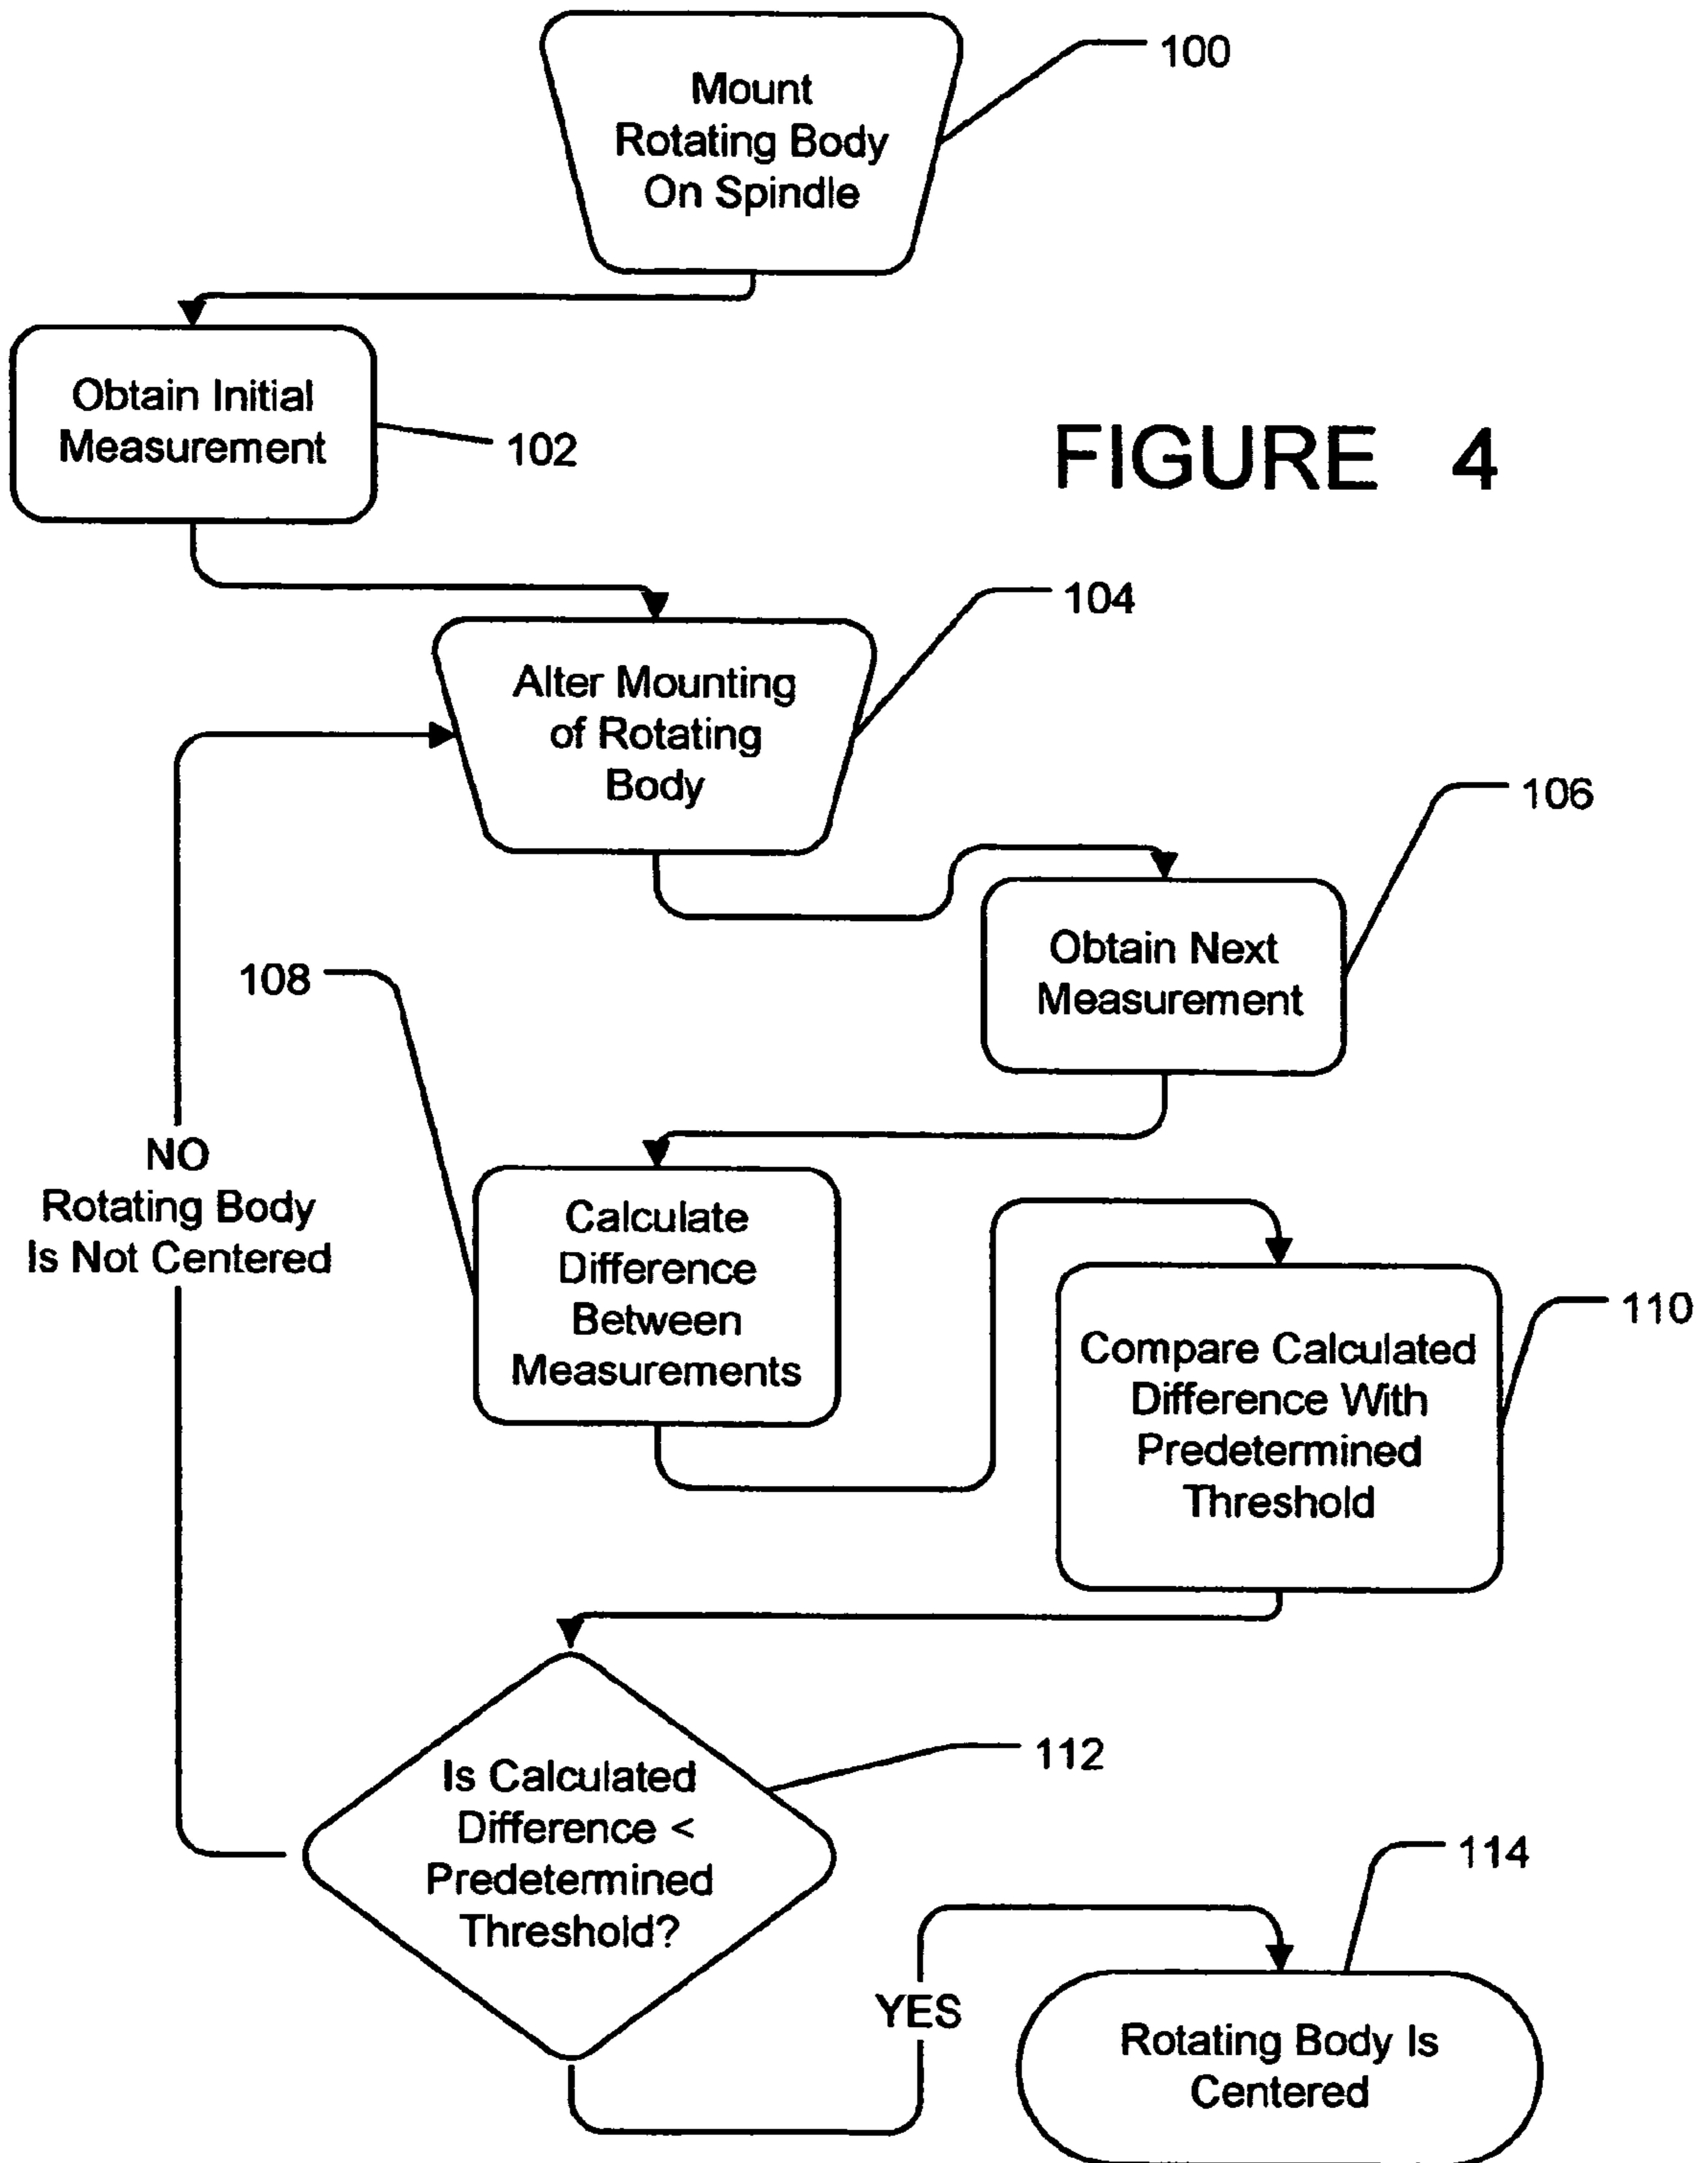 Mount
Rotating Body
On Spindle
100
Obtain Initial
Measurement
102
FIGURE 4
Alter Mounting
of Rotating
Body
104
Obtain Next
Measurement
106
108
NO
Rotating Body
Is Not Centered
Calculate
Difference
Between
Measurements
Compare Calculated
Difference With
Predetermined
Threshold
110
Is Calculated
Difference <
Predetermined
Threshold?
112
114
YES
Rotating Body Is
Centered